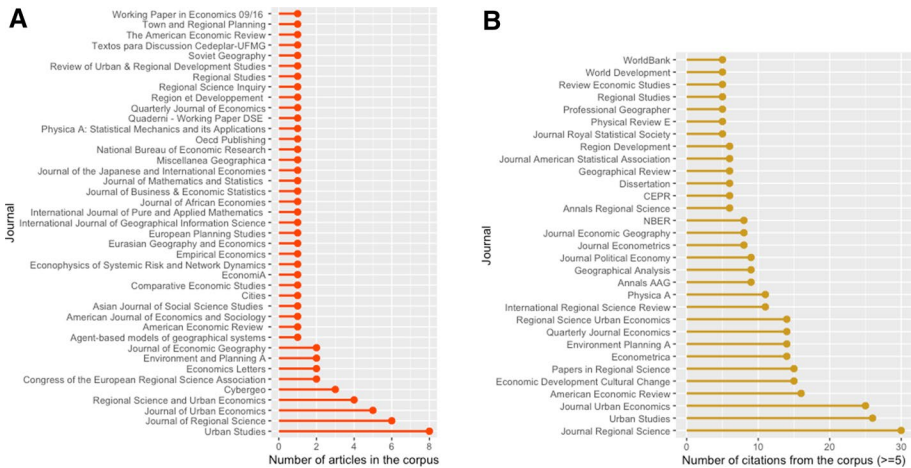 A
Working Paper in Economics 09/16
Town and Regional Planning
The American Economic Review
Textos para Discussion Cedeplar-UFMG
Soviet Geography
Review of Urban & Regional Development Studies
Regional Studies
Regional Science Inquiry
Region et Developpement
Quarterly Journal of Economics
Quaderni - Working Paper DSE
Physica A: Statistical Mechanics and its Applications
Oecd Publishing
National Bureau of Economic Research
Miscellanea Geographica
Journal of the Japanese and International Economies
Journal of Mathematics and Statistics
Journal of Business & Economic Statistics
Journal of African Economies
International Journal of Pure and Applied Mathematics
International Journal of Geographical Information Science
European Planning Studies
Eurasian Geography and Economics
Empirical Economics
Econophysics of Systemic Risk and Network Dynamics
EconomiA
Comparative Economic Studies
Cities
Asian Journal of Social Science Studies
American Journal of Economics and Sociology
American Economic Review
Agent-based models of geographical systems
Journal of Economic Geography
Environment and Planning A
Economics Letters
Congress of the European Regional Science Association
Cybergeo
Regional Science and Urban Economics
Journal of Urban Economics
Journal of Regional Science
Urban Studies
Journal
0 2 4 6 8
Number of articles in the corpus
B
WorldBank
World Development
Review Economic Studies
Regional Studies
Professional Geographer
Physical Review E
Journal Royal Statistical Society
Region Development
Journal American Statistical Association
Geographical Review
Dissertation
CEPR
Annals Regional Science
NBER
Journal Economic Geography
Journal Econometrics
Journal Political Economy
Geographical Analysis
Annals AAG
Physica A
International Regional Science Review
Regional Science Urban Economics
Quarterly Journal Economics
Environment Planning A
Econometrica
Papers in Regional Science
Economic Development Cultural Change
American Economic Review
Journal Urban Economics
Urban Studies
Journal Regional Science
Journal
0 10 20 30
Number of citations from the corpus (>=5)